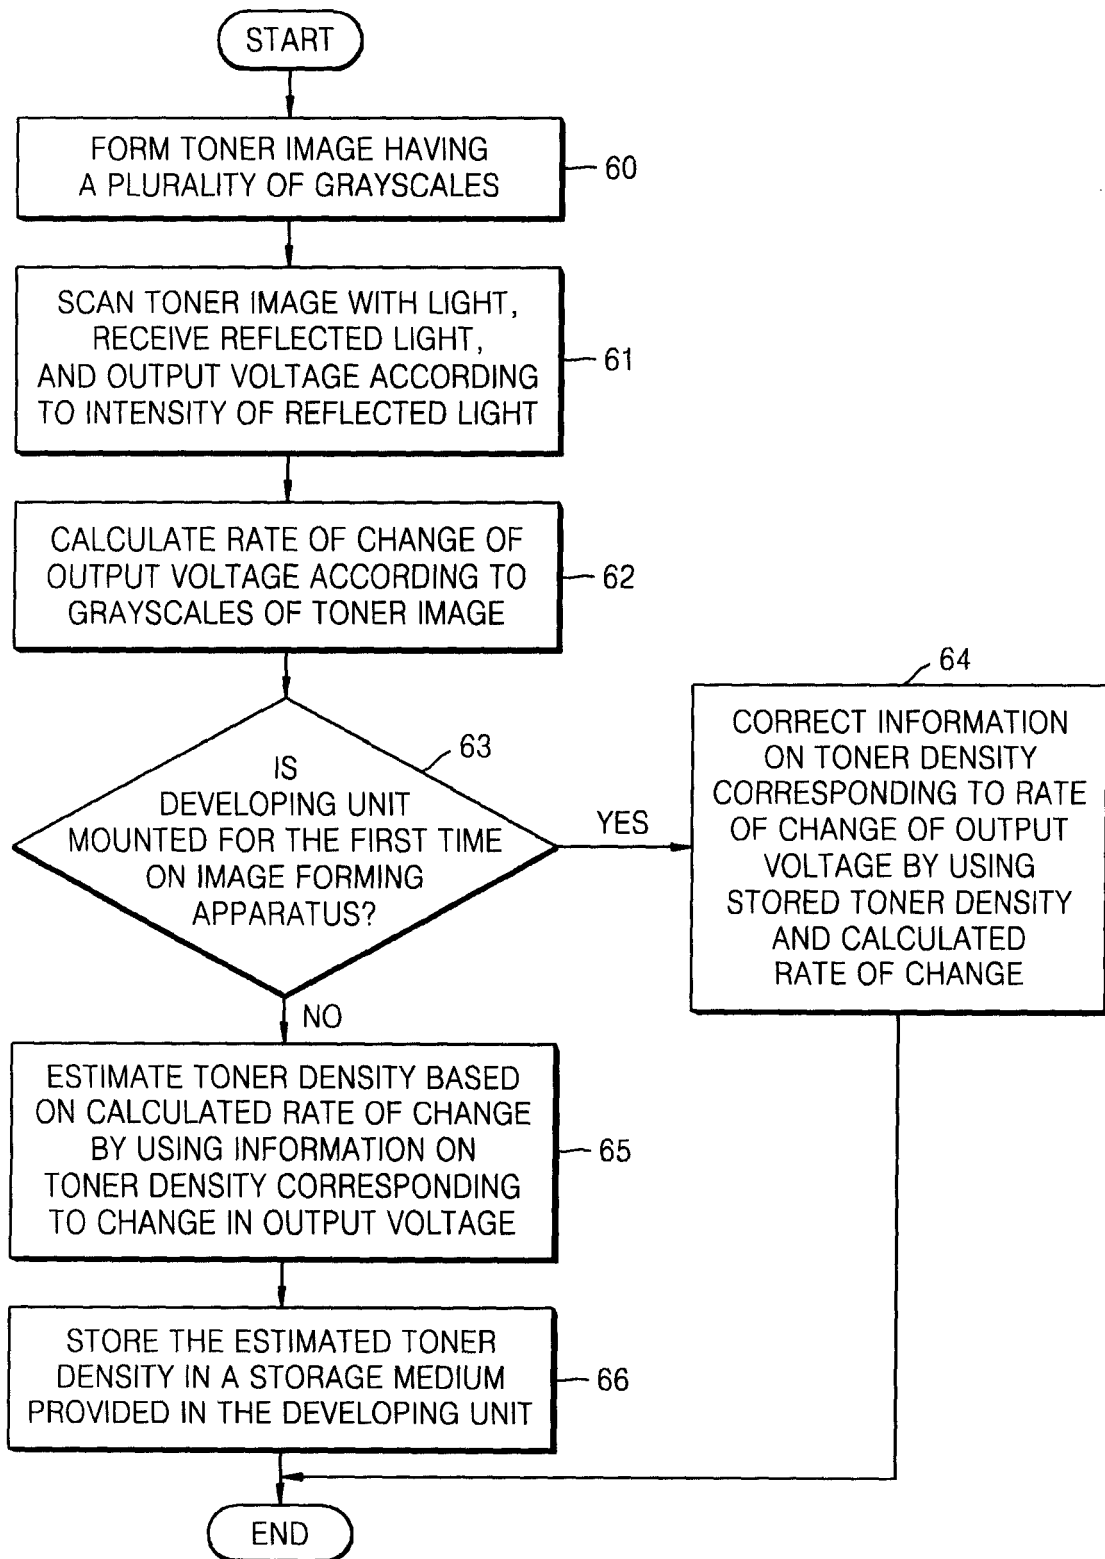 START
FORM TONER IMAGE HAVING
A PLURALITY OF GRAYSCALES
60
SCAN TONER IMAGE WITH LIGHT,
RECEIVE REFLECTED LIGHT,
AND OUTPUT VOLTAGE ACCORDING
TO INTENSITY OF REFLECTED LIGHT
61
CALCULATE RATE OF CHANGE OF
OUTPUT VOLTAGE ACCORDING TO
GRAYSCALES OF TONER IMAGE
62
IS
DEVELOPING UNIT
MOUNTED FOR THE FIRST TIME
ON IMAGE FORMING
APPARATUS?
63
YES
64
CORRECT INFORMATION
ON TONER DENSITY
CORRESPONDING TO RATE
OF CHANGE OF OUTPUT
VOLTAGE BY USING
STORED TONER DENSITY
AND CALCULATED
RATE OF CHANGE
NO
ESTIMATE TONER DENSITY BASED
ON CALCULATED RATE OF CHANGE
BY USING INFORMATION ON
TONER DENSITY CORRESPONDING
TO CHANGE IN OUTPUT VOLTAGE
65
STORE THE ESTIMATED TONER
DENSITY IN A STORAGE MEDIUM
PROVIDED IN THE DEVELOPING UNIT
66
END